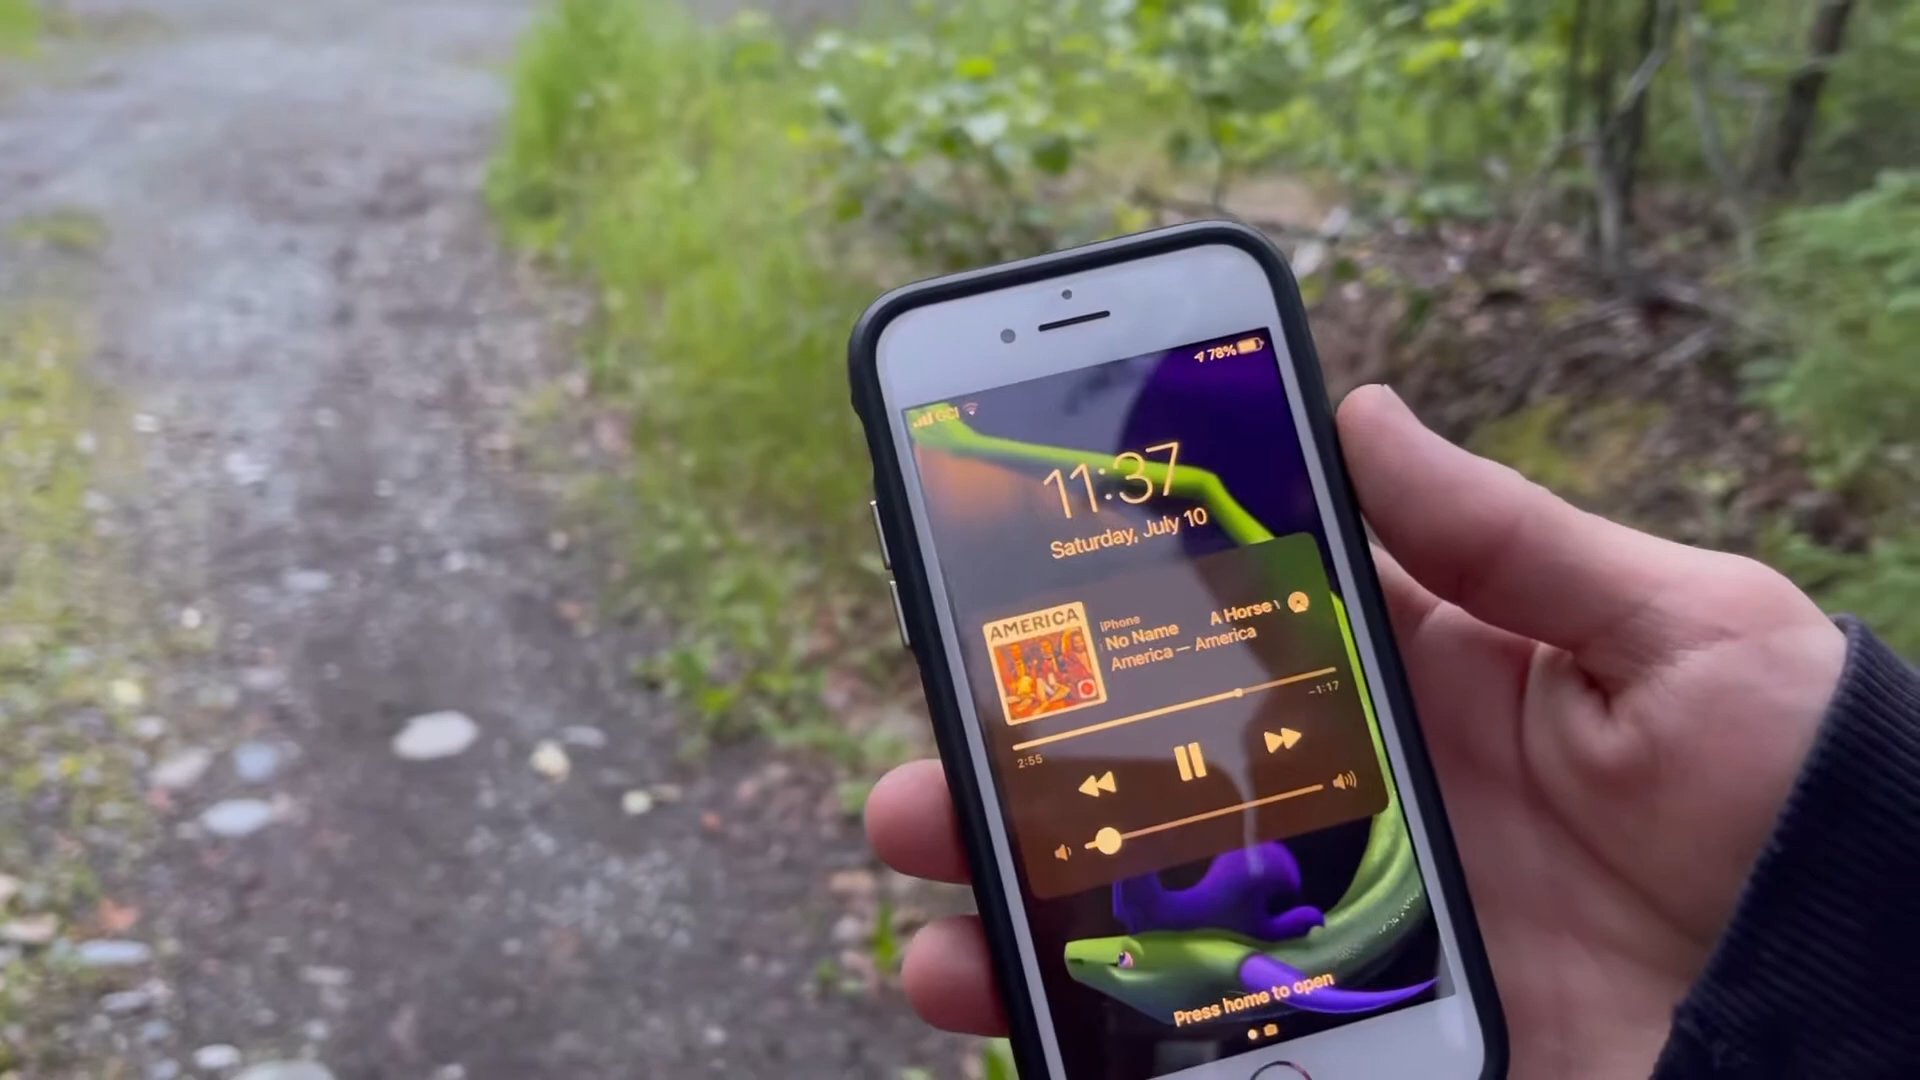 GCI 78%
11:37
Saturday, July 10
AMERICA
iPhone
No Name A Horse
America — America
2:55 -1:17
Press home to open